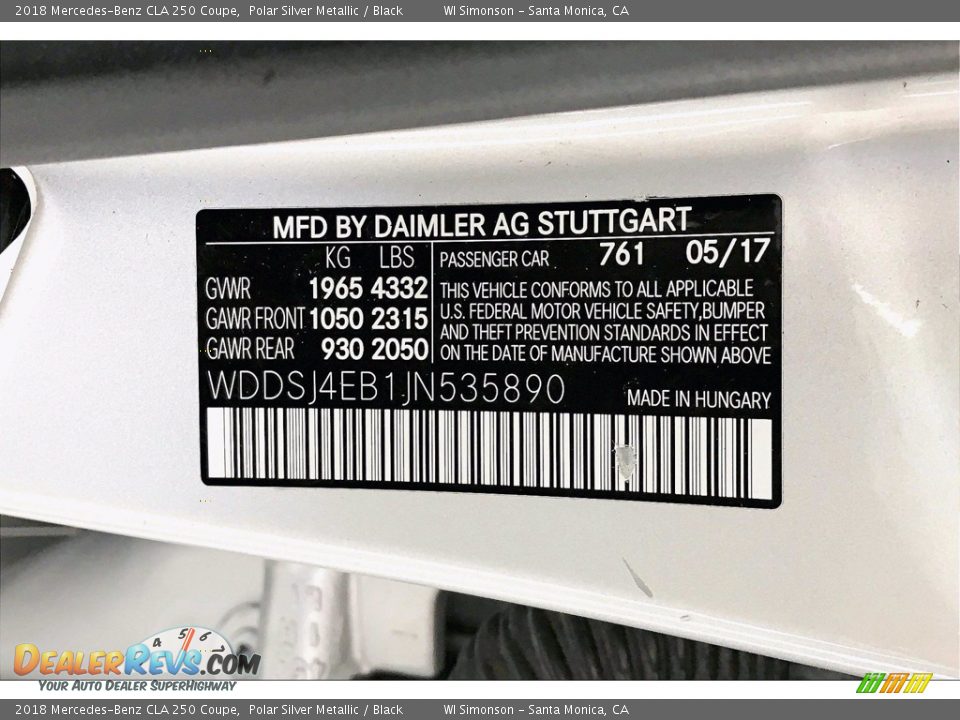 2018 Mercedes-Benz CLA 250 Coupe,  Polar Silver Metallic / Black    WI Simonson - Santa Monica, CA
MFD BY DAIMLER AG STUTTGART
KG LBS
GVWR 1965 4332
GAWR FRONT 1050 2315
GAWR REAR 930 2050
PASSENGER CAR 761 05/17
THIS VEHICLE CONFORMS TO ALL APPLICABLE
U.S. FEDERAL MOTOR VEHICLE SAFETY,BUMPER
AND THEFT PREVENTION STANDARDS IN EFFECT
ON THE DATE OF MANUFACTURE SHOWN ABOVE
WDDSJ4EB1JN535890
MADE IN HUNGARY
4 5 6
DEALERREVS.COM
YOUR AUTO DEALER SUPERHIGHWAY
2018 Mercedes-Benz CLA 250 Coupe,  Polar Silver Metallic / Black    WI Simonson - Santa Monica, CA